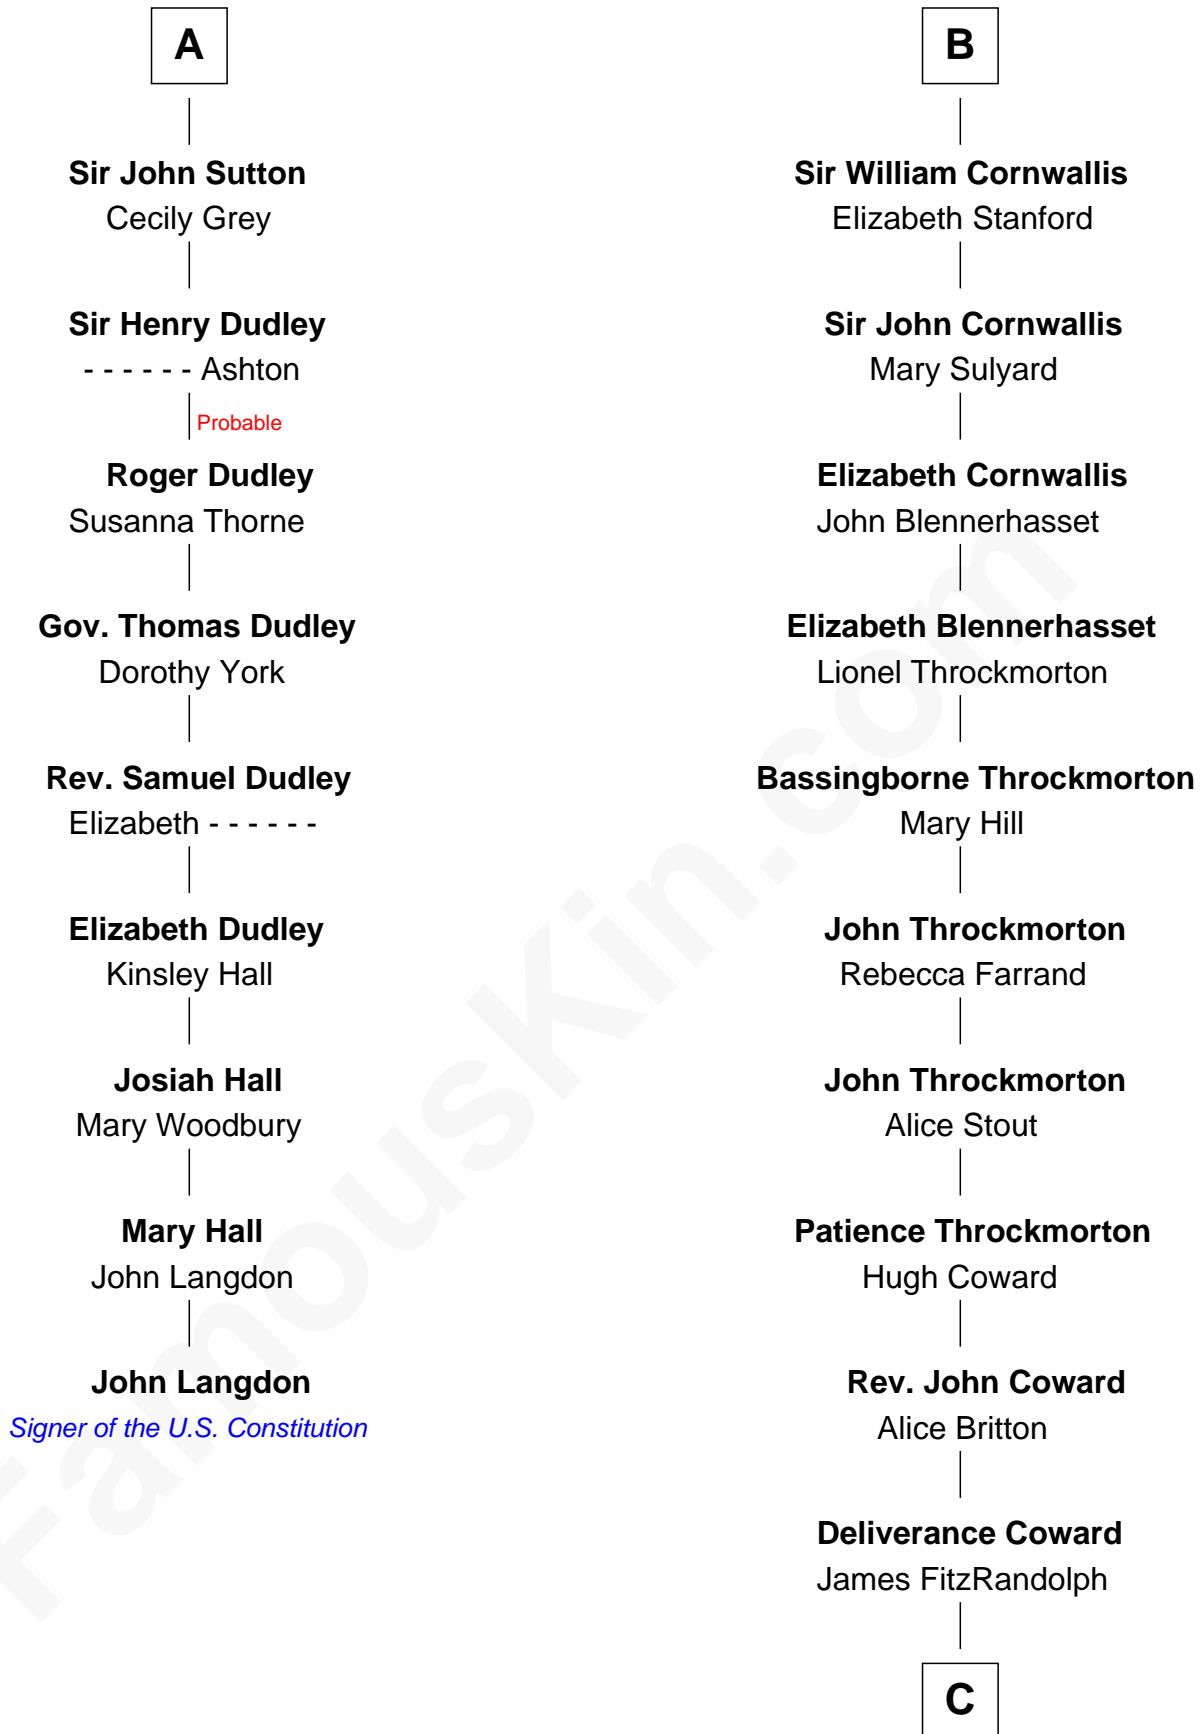 A
Sir John Sutton
Cecily Grey
Sir Henry Dudley
- - - - - - Ashton
Probable
Roger Dudley
Susanna Thorne
Gov. Thomas Dudley
Dorothy York
Rev. Samuel Dudley
Elizabeth - - - - - -
Elizabeth Dudley
Kinsley Hall
Josiah Hall
Mary Woodbury
Mary Hall
John Langdon
John Langdon
Signer of the U.S. Constitution
B
Sir William Cornwallis
Elizabeth Stanford
Sir John Cornwallis
Mary Sulyard
Elizabeth Cornwallis
John Blennerhasset
Elizabeth Blennerhasset
Lionel Throckmorton
Bassingborne Throckmorton
Mary Hill
John Throckmorton
Rebecca Farrand
John Throckmorton
Alice Stout
Patience Throckmorton
Hugh Coward
Rev. John Coward
Alice Britton
Deliverance Coward
James FitzRandolph
C
FamousKin.com